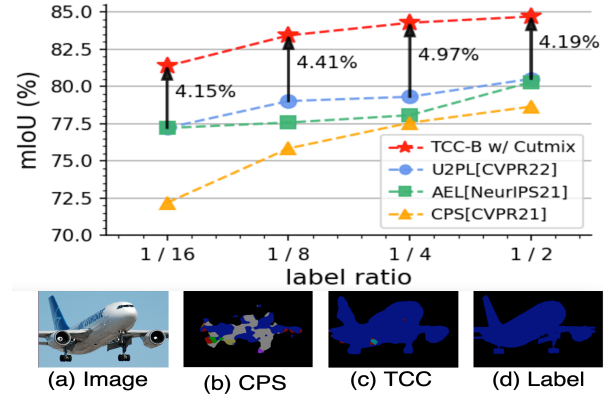 85.0
82.5
80.0
77.5
75.0
72.5
70.0
mIoU (%)
4.15%
4.41%
4.97%
4.19%
TCC-B w/ Cutmix
U2PL[CVPR22]
AEL[NeurIPS21]
CPS[CVPR21]
1 / 16
1 / 8
1 / 4
1 / 2
label ratio
(a) Image
(b) CPS
(c) TCC
(d) Label